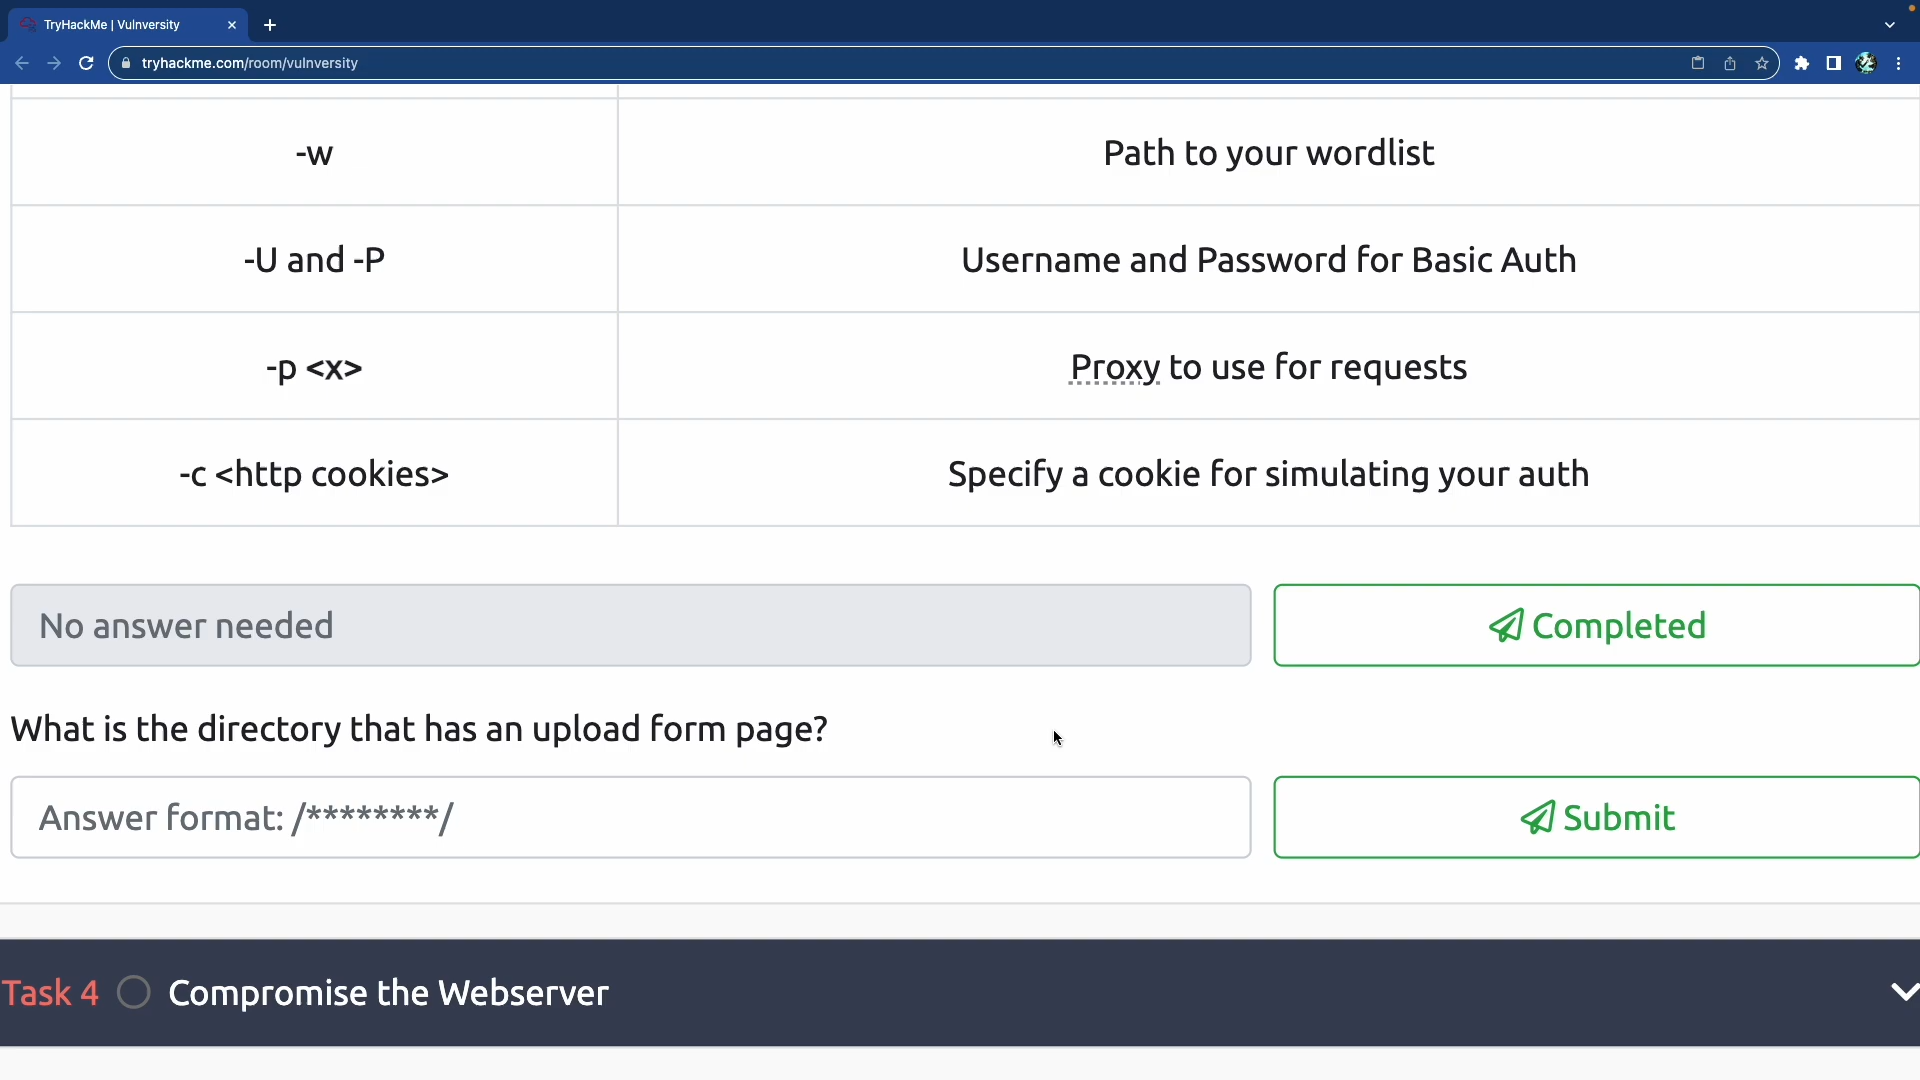 TryHackMe | Vulnversity
tryhackme.com/room/vulnversity
-w Path to your wordlist
-U and -P Username and Password for Basic Auth
-p <x> Proxy to use for requests
-c <http cookies> Specify a cookie for simulating your auth
No answer needed Completed
What is the directory that has an upload form page?
Answer format: /********/ Submit
Task 4 Compromise the Webserver